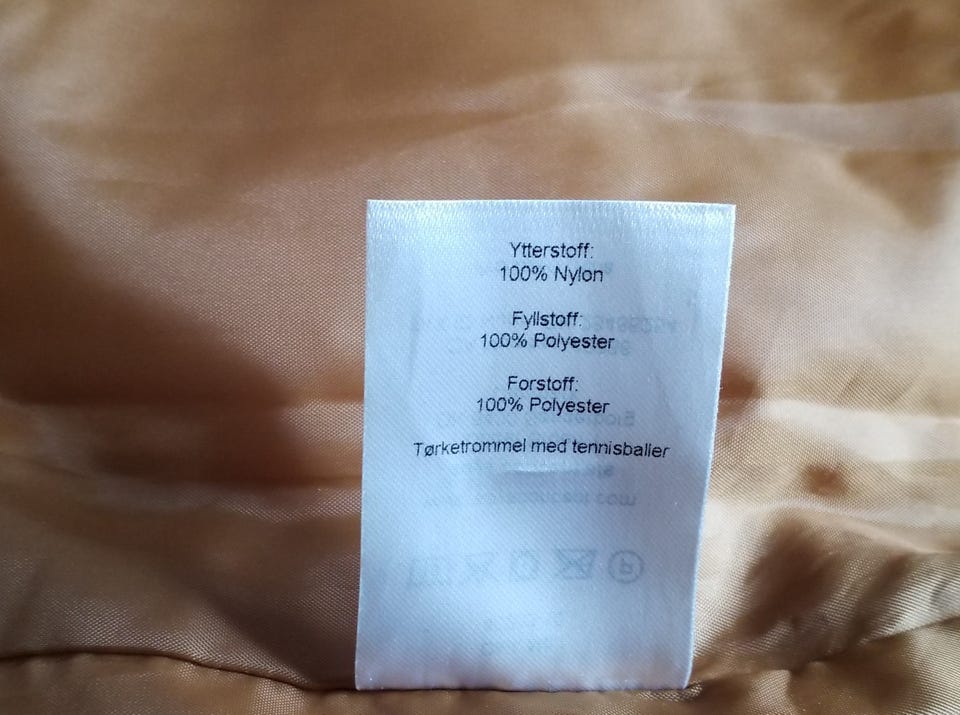 Ytterstoff:
100% Nylon
Fyllstoff:
100% Polyester
Forstoff:
100% Polyester
Tørketrommel med tennisballer